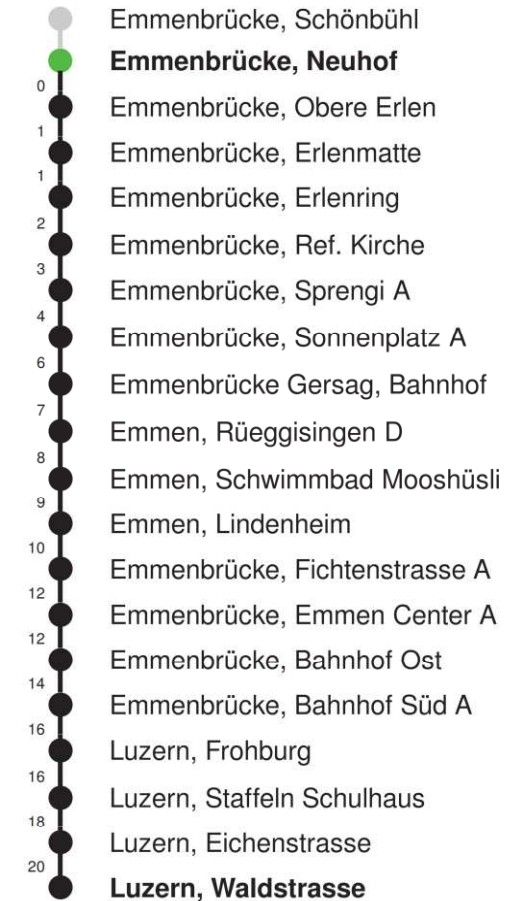 Emmenbrücke, Schönbühl
Emmenbrücke, Neuhof
0
Emmenbrücke, Obere Erlen
1
Emmenbrücke, Erlenmatte
1
Emmenbrücke, Erlenring
2
Emmenbrücke, Ref. Kirche
3
Emmenbrücke, Sprengi A
4
Emmenbrücke, Sonnenplatz A
6
Emmenbrücke Gersag, Bahnhof
7
Emmen, Rüeggisingen D
8
Emmen, Schwimmbad Mooshüsli
9
Emmen, Lindenheim
10
Emmenbrücke, Fichtenstrasse A
12
Emmenbrücke, Emmen Center A
12
Emmenbrücke, Bahnhof Ost
14
Emmenbrücke, Bahnhof Süd A
16
Luzern, Frohburg
16
Luzern, Staffeln Schulhaus
18
Luzern, Eichenstrasse
20
Luzern, Waldstrasse